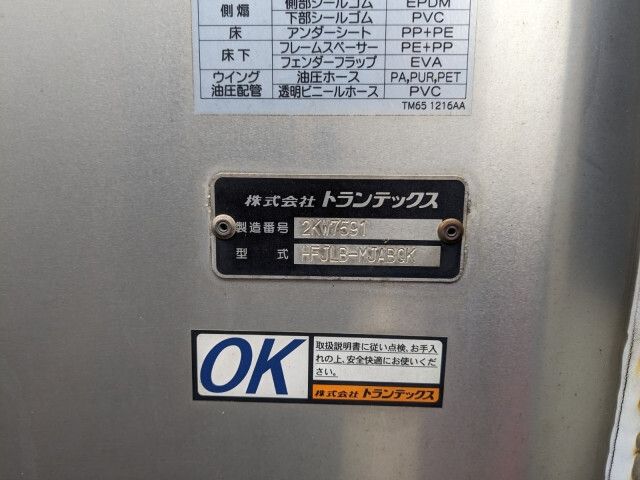 側煽 側部シールゴム EPDM
下部シールゴム PVC
床 アンダーシート PP+PE
床下 フレームスペーサー PE+PP
フェンダーフラップ EVA
ウイング 油圧ホース PA,PUR,PET
油圧配管 透明ビニールホース PVC
TM65 1216AA
株式会社 トランテックス
製造番号 2KW7591
型式 HFJLB-MJABQK
OK
取扱説明書に従い点検、お手入
れの上、安全快適にお使いくだ
さい。
株式会社 トランテックス